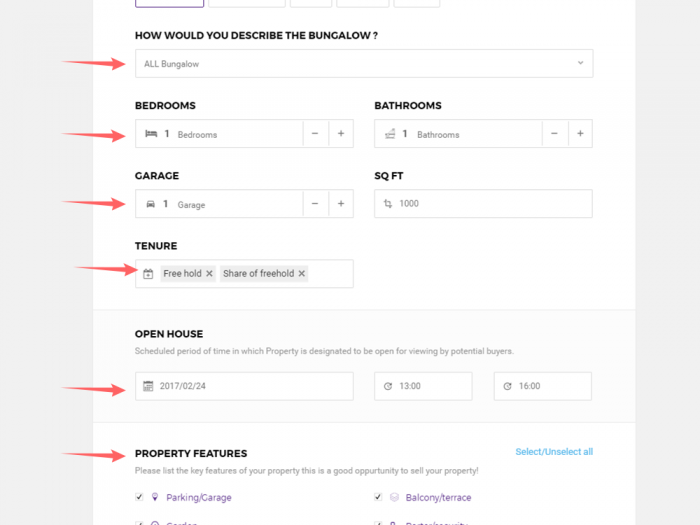 HOW WOULD YOU DESCRIBE THE BUNGALOW ?
ALL Bungalow
BEDROOMS BATHROOMS
1 Bedrooms − + 1 Bathrooms − +
GARAGE SQ FT
1 Garage − + 1000
TENURE
Free hold × Share of freehold ×
OPEN HOUSE
Scheduled period of time in which Property is designated to be open for viewing by potential buyers.
2017/02/24 13:00 16:00
PROPERTY FEATURES Select/Unselect all
Please list the key features of your property this is a good oppurtunity to sell your property!
Parking/Garage Balcony/terrace